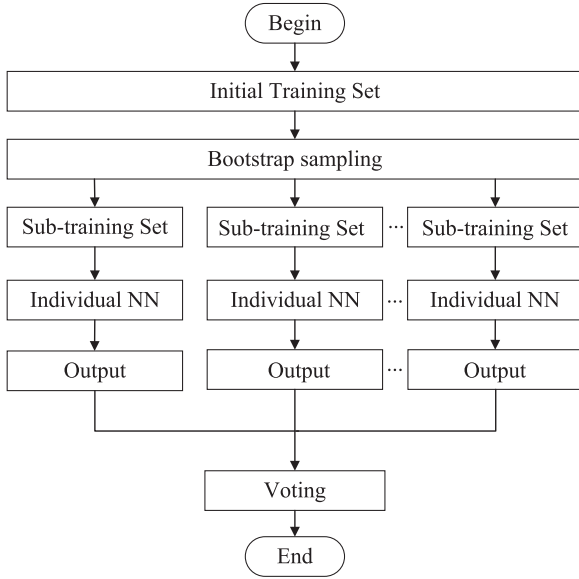 Begin
Initial Training Set
Bootstrap sampling
Sub-training Set Sub-training Set ... Sub-training Set
Individual NN Individual NN ... Individual NN
Output Output ... Output
Voting
End